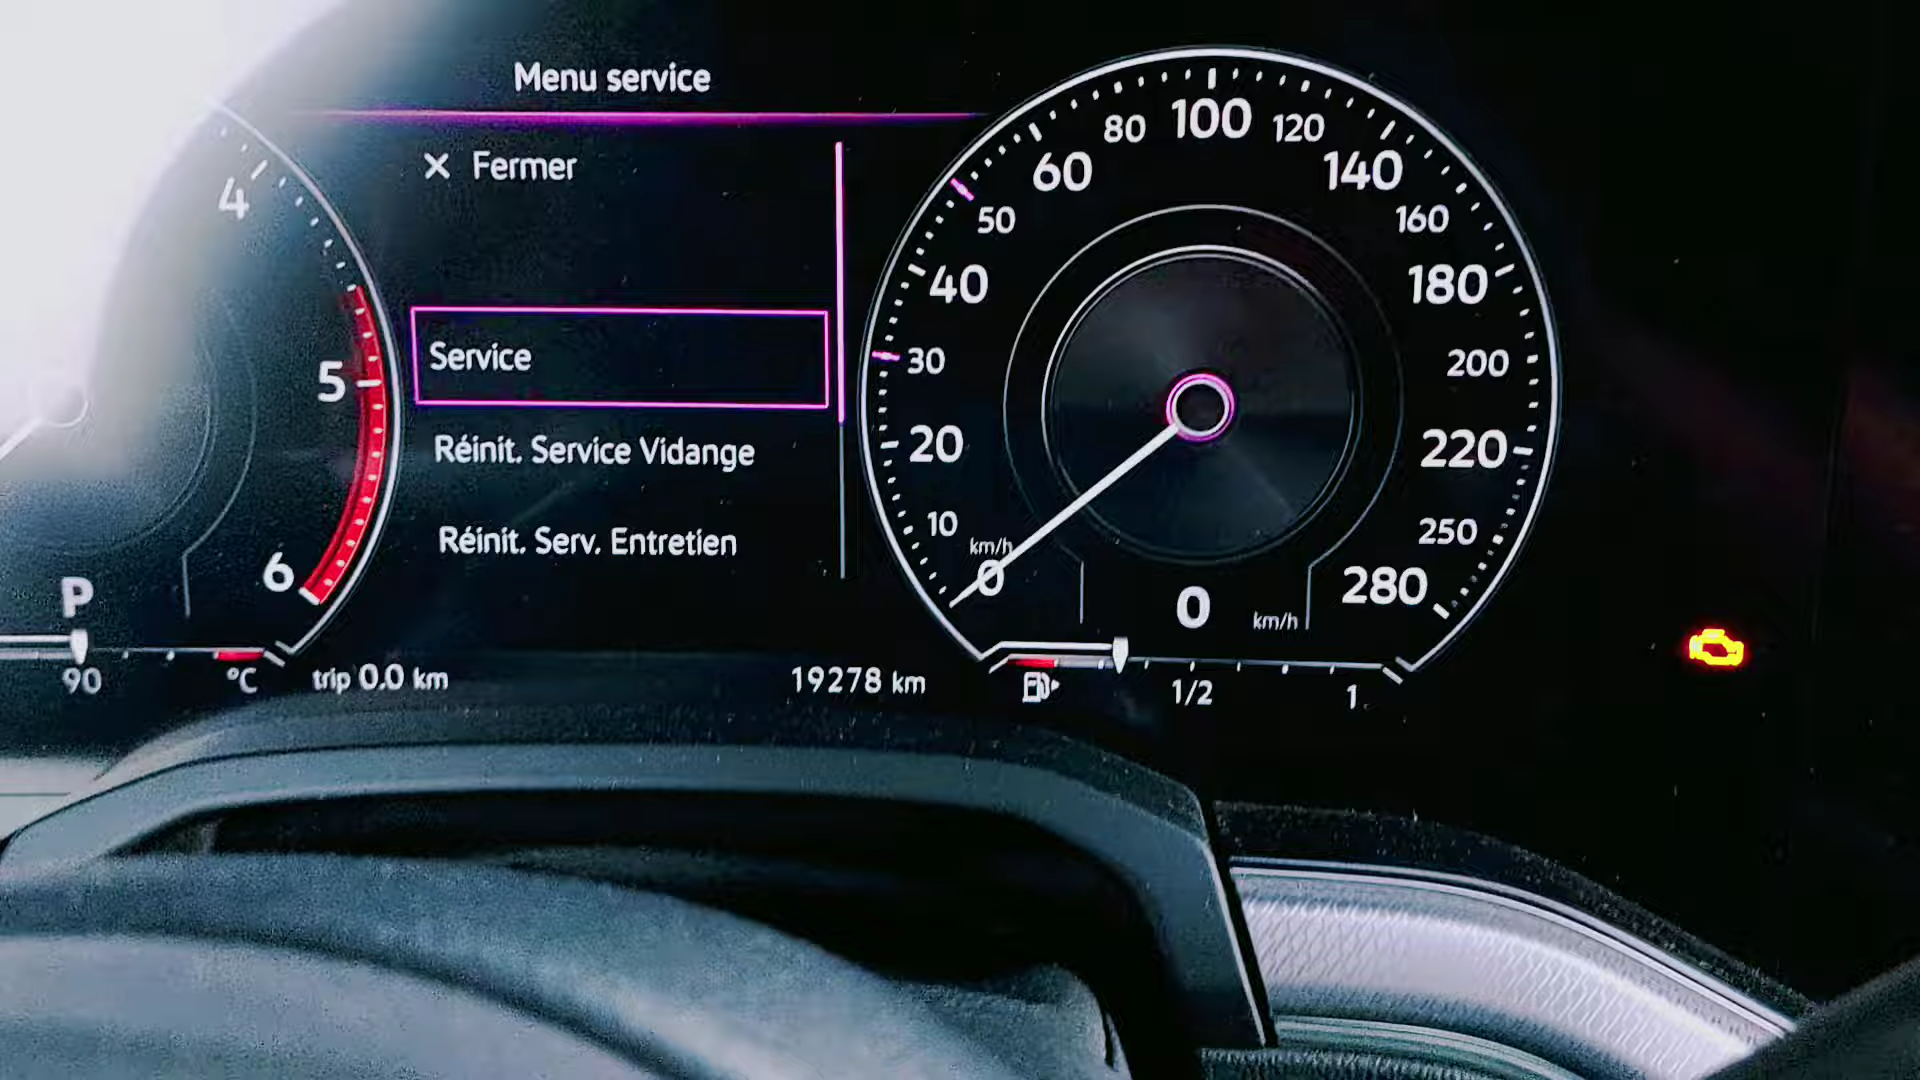 Menu service
✕ Fermer
Service
Réinit. Service Vidange
Réinit. Serv. Entretien
4
5
6
P
90
°C
trip 0.0 km
19278 km
0
10
20
30
40
50
60
80
100
120
140
160
180
200
220
250
280
km/h
0 km/h
1/2
1